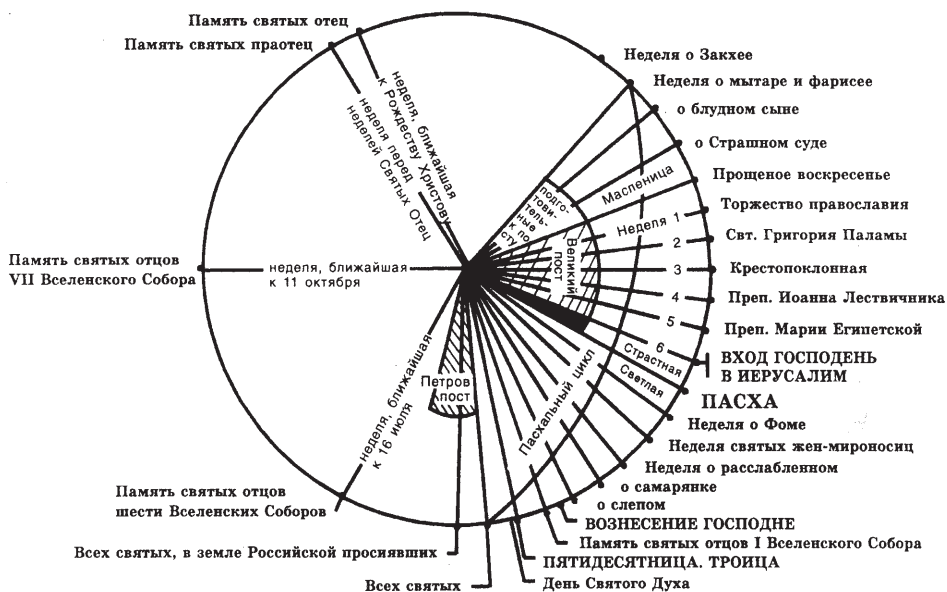 Память святых отец
Память святых праотец
неделя, ближайшая
к Рождеству Христову
неделя перед
неделей Святых Отец
Неделя о Закхее
Неделя о мытаре и фарисее
о блудном сыне
о Страшном суде
Прощеное воскресенье
Торжество православия
Свт. Григория Паламы
Крестопоклонная
Преп. Иоанна Лествичника
Преп. Марии Египетской
ВХОД ГОСПОДЕНЬ
В ИЕРУСАЛИМ
ПАСХА
Неделя о Фоме
Неделя святых жен-мироносиц
Неделя о расслабленном
о самарянке
о слепом
ВОЗНЕСЕНИЕ ГОСПОДНЕ
Память святых отцов I Вселенского Собора
ПЯТИДЕСЯТНИЦА. ТРОИЦА
День Святого Духа
Всех святых
Всех святых, в земле Российской просиявших
Память святых отцов
шести Вселенских Соборов
неделя, ближайшая
к 16 июля
Память святых отцов
VII Вселенского Собора
неделя, ближайшая
к 11 октября
подго-
тови-
тель-
ные
к по-
сту
Масленица
Великий
пост
Неделя 1
2
3
4
5
6
Страстная
Светлая
Пасхальный цикл
Петров
пост